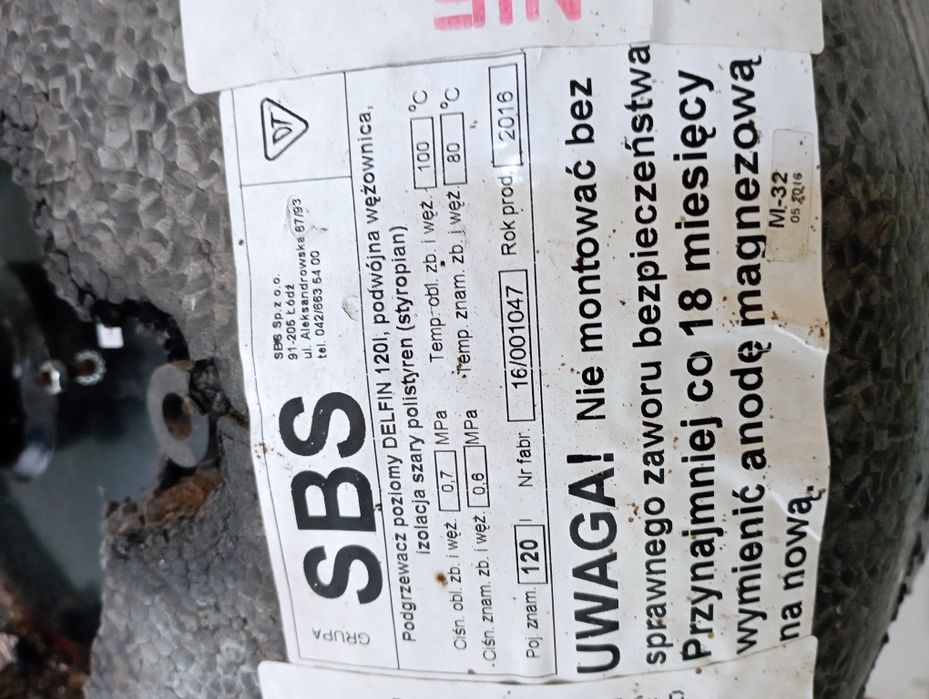 GRUPA
SBS
SBS Sp. z o.o.
91-205 Łódź
ul. Aleksandrowska 67/93
tel. 042/663 54 00
DT
Podgrzewacz poziomy DELFIN 120l; podwójna wężownica,
izolacja szary polistyren (styropian)
Ciśn. obl. zb. i węż. 0,7 MPa Temp. obl. zb. i węż. 100 °C
Ciśn. znam. zb. i węż. 0,6 MPa Temp. znam. zb. i węż. 80 °C
Poj. znam. 120 l Nr fabr. 16/001047 Rok prod. 2016
UWAGA! Nie montować bez
sprawnego zaworu bezpieczeństwa
Przynajmniej co 18 miesięcy
wymienić anodę magnezową
na nową.
M-32
05.2016